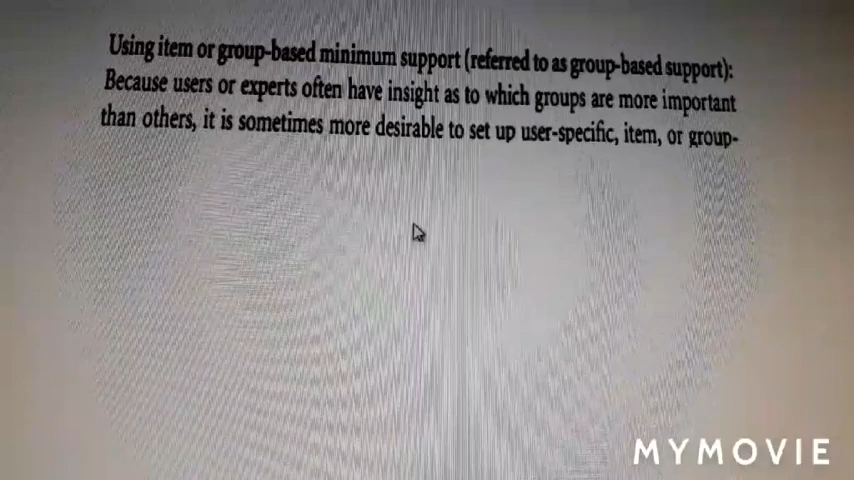 Using item or group-based minimum support (referred to as group-based support):
Because users or experts often have insight as to which groups are more important
than others, it is sometimes more desirable to set up user-specific, item, or group-
MYMOVIE